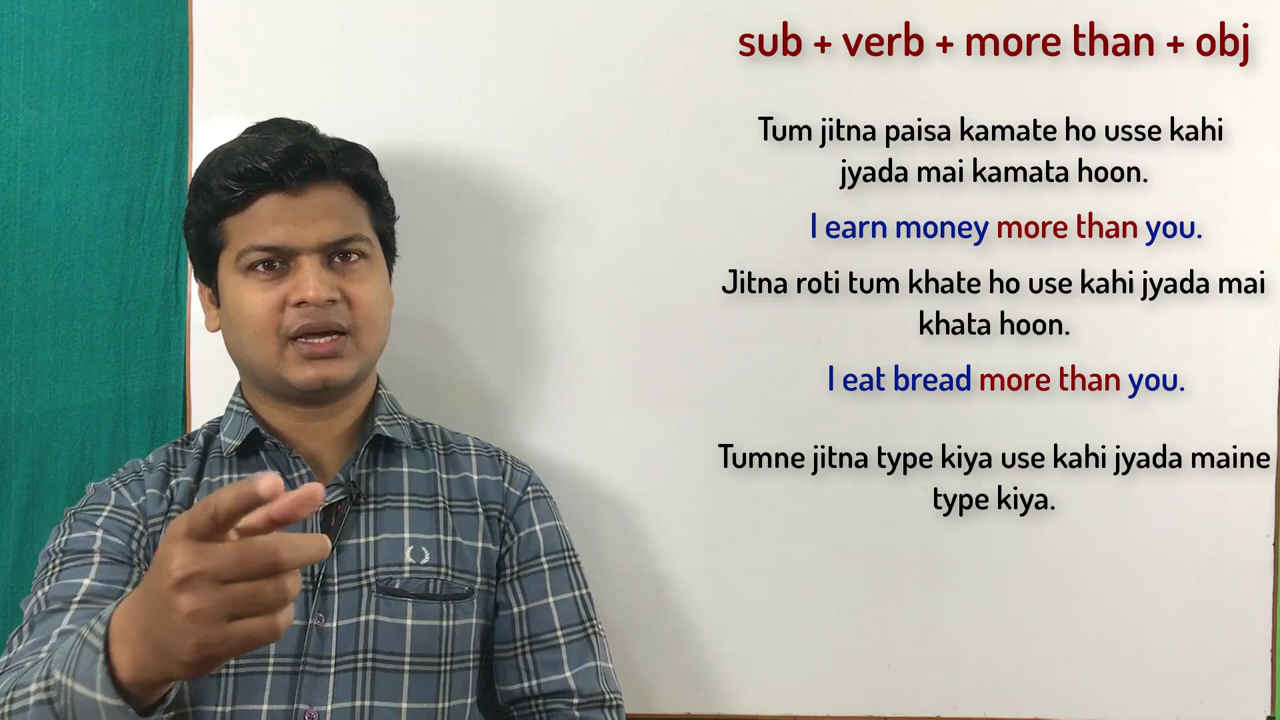 sub + verb + more than + obj
Tum jitna paisa kamate ho usse kahi
jyada mai kamata hoon.
I earn money more than you.
Jitna roti tum khate ho use kahi jyada mai
khata hoon.
I eat bread more than you.
Tumne jitna type kiya use kahi jyada maine
type kiya.